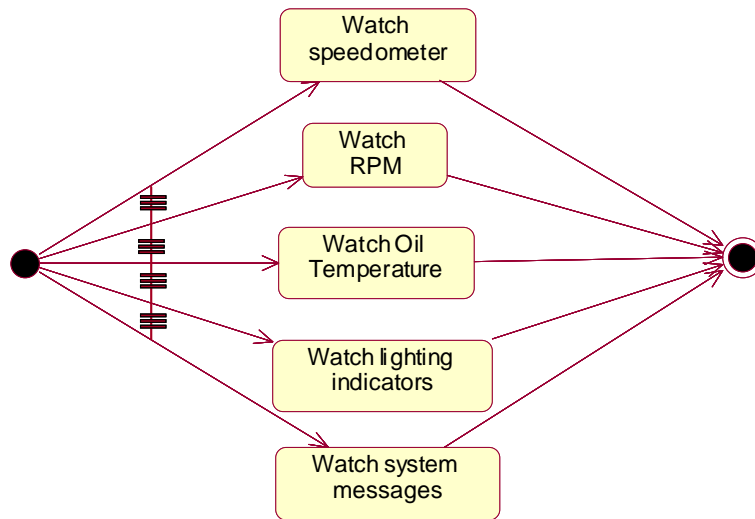 Watch
speedometer
Watch
RPM
Watch Oil
Temperature
Watch lighting
indicators
Watch system
messages